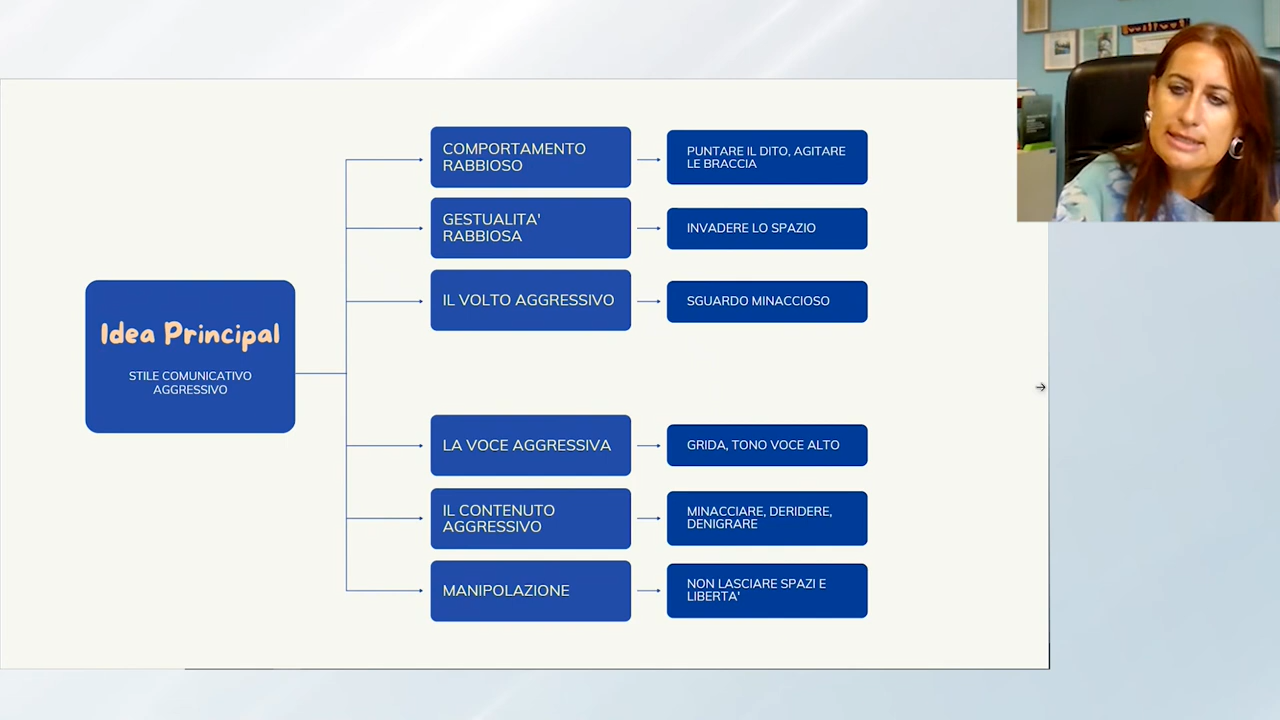 Idea Principal
STILE COMUNICATIVO
AGGRESSIVO
COMPORTAMENTO
RABBIOSO
PUNTARE IL DITO, AGITARE
LE BRACCIA
GESTUALITA'
RABBIOSA
INVADERE LO SPAZIO
IL VOLTO AGGRESSIVO
SGUARDO MINACCIOSO
LA VOCE AGGRESSIVA
GRIDA, TONO VOCE ALTO
IL CONTENUTO
AGGRESSIVO
MINACCIARE, DERIDERE,
DENIGRARE
MANIPOLAZIONE
NON LASCIARE SPAZI E
LIBERTA'